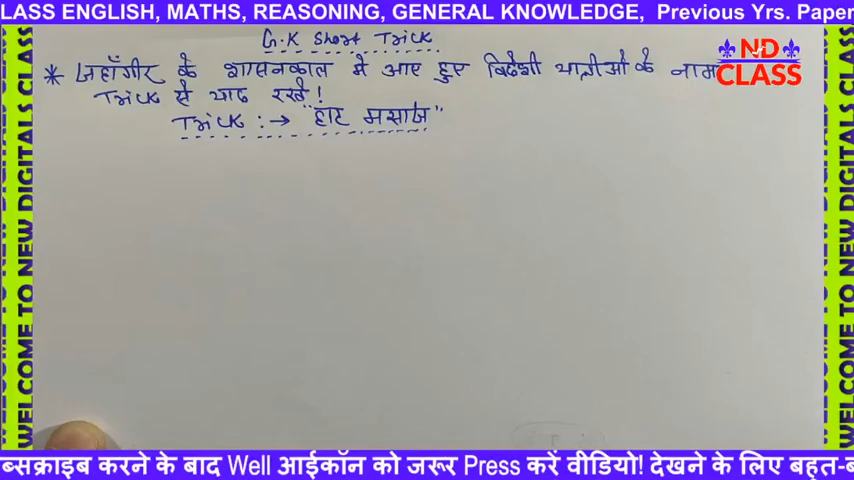 LASS ENGLISH, MATHS, REASONING, GENERAL KNOWLEDGE, Previous Yrs. Paper
G.K Short Trick
* जहाँगीर के शासनकाल मे आए हुए विदेशी यात्रीओ के नाम
Trick से याद रखे!
Trick :→ "हाट मसाज"
ND
CLASS
WELCOME TO NEW DIGITALS CL
WELCOME TO NEW DIGITALS C
ब्सक्राइब करने के बाद Well आईकॉन को जरूर Press करें वीडियो! देखने के लिए बहुत-ब